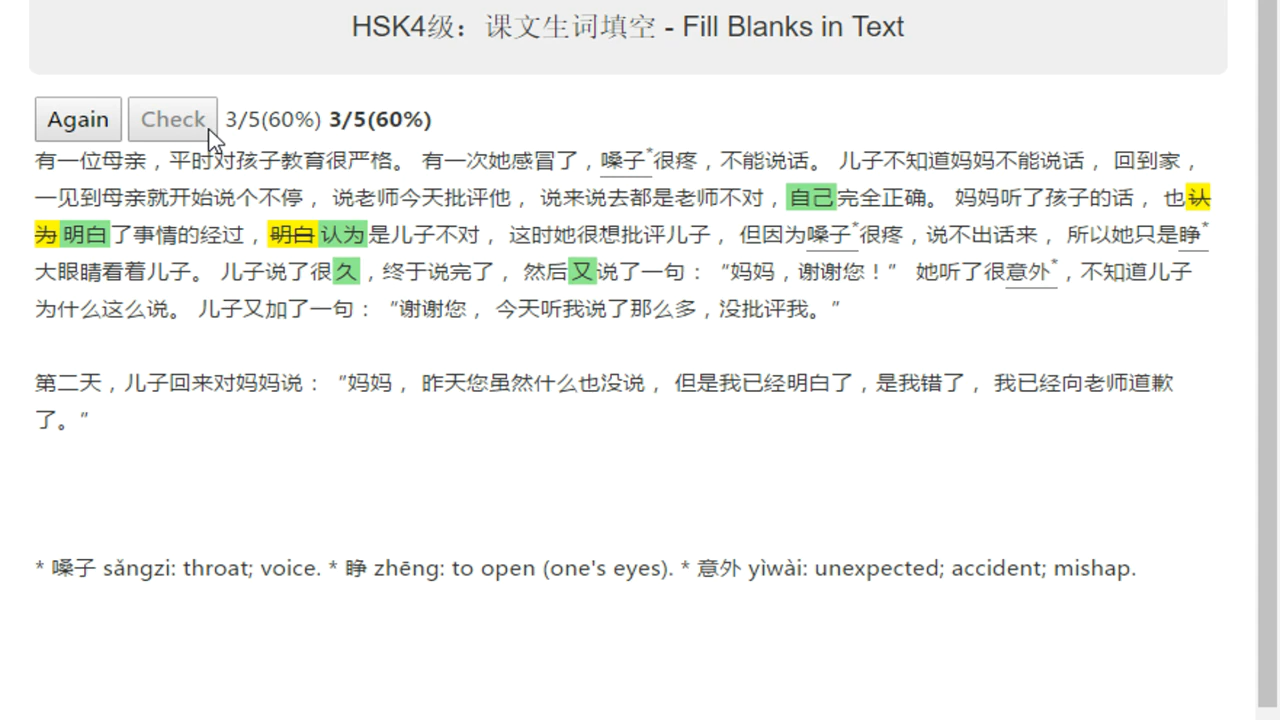 HSK4级：课文生词填空 - Fill Blanks in Text
Again Check 3/5(60%) 3/5(60%)
有一位母亲，平时对孩子教育很严格。 有一次她感冒了，嗓子*很疼，不能说话。 儿子不知道妈妈不能说话， 回到家，
一见到母亲就开始说个不停， 说老师今天批评他， 说来说去都是老师不对，自己完全正确。 妈妈听了孩子的话， 也认
为 明白了事情的经过，明白 认为是儿子不对， 这时她很想批评儿子， 但因为嗓子*很疼，说不出话来， 所以她只是睁*
大眼睛看着儿子。 儿子说了很久，终于说完了， 然后又说了一句： “妈妈，谢谢您！” 她听了很意外*，不知道儿子
为什么这么说。 儿子又加了一句： “谢谢您， 今天听我说了那么多，没批评我。”
第二天，儿子回来对妈妈说： “妈妈， 昨天您虽然什么也没说， 但是我已经明白了，是我错了， 我已经向老师道歉
了。”
* 嗓子 sǎngzi: throat; voice. * 睁 zhēng: to open (one's eyes). * 意外 yìwài: unexpected; accident; mishap.